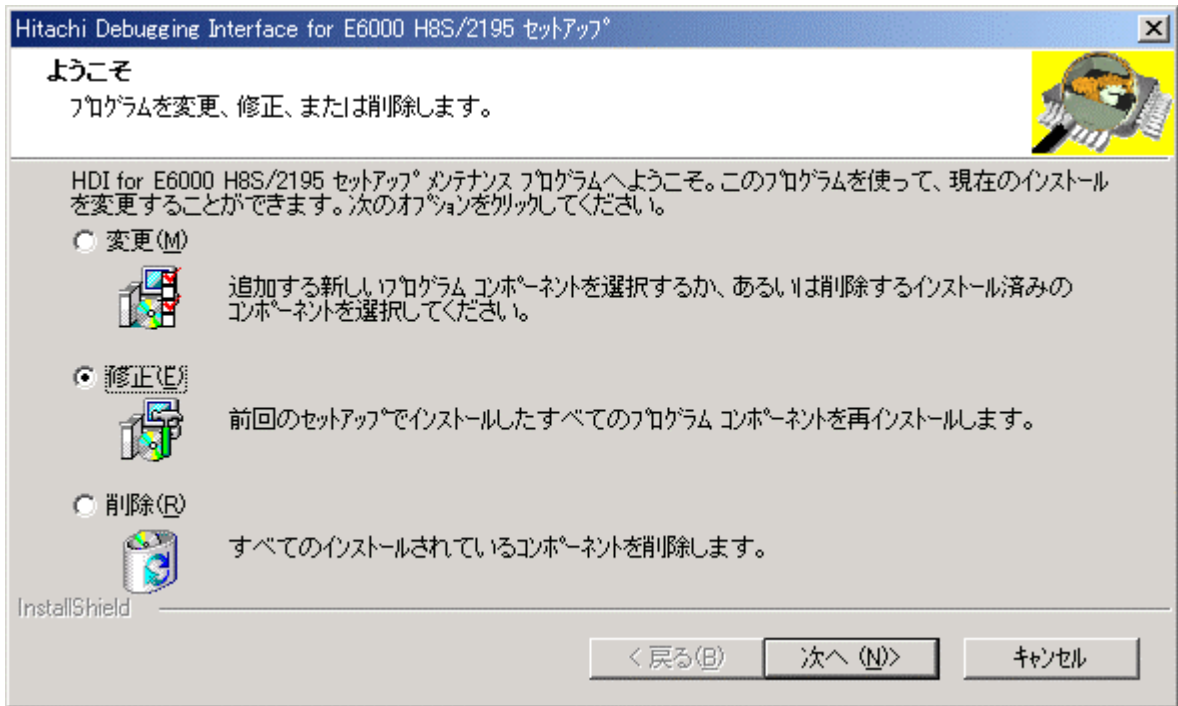 Hitachi Debugging Interface for E6000 H8S/2195 ｾｯﾄｱｯﾌﾟ
ようこそ
ﾌﾟﾛｸﾞﾗﾑを変更、修正、または削除します。
HDI for E6000 H8S/2195 ｾｯﾄｱｯﾌﾟ ﾒﾝﾃﾅﾝｽ ﾌﾟﾛｸﾞﾗﾑへようこそ。このﾌﾟﾛｸﾞﾗﾑを使って、現在のｲﾝｽﾄｰﾙ
を変更することができます。次のｵﾌﾟｼｮﾝをｸﾘｯｸしてください。
変更(M)
追加する新しいﾌﾟﾛｸﾞﾗﾑ ｺﾝﾎﾟｰﾈﾝﾄを選択するか、あるいは削除するｲﾝｽﾄｰﾙ済みの
ｺﾝﾎﾟｰﾈﾝﾄを選択してください。
修正(E)
前回のｾｯﾄｱｯﾌﾟでｲﾝｽﾄｰﾙしたすべてのﾌﾟﾛｸﾞﾗﾑ ｺﾝﾎﾟｰﾈﾝﾄを再ｲﾝｽﾄｰﾙします。
削除(R)
すべてのｲﾝｽﾄｰﾙされているｺﾝﾎﾟｰﾈﾝﾄを削除します。
InstallShield
< 戻る(B)
次へ (N)>
ｷｬﾝｾﾙ